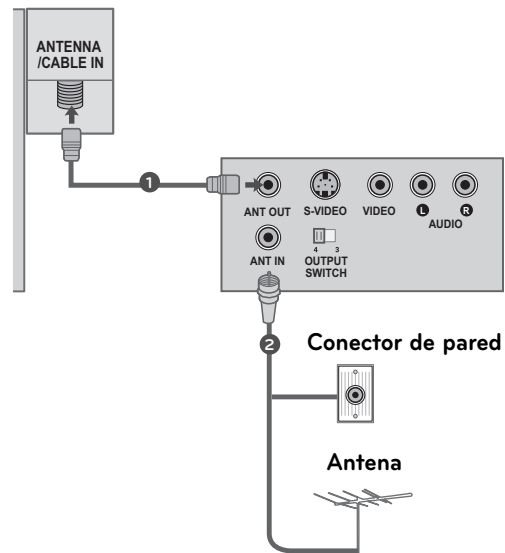 ANTENNA
/CABLE IN
1
ANT OUT S-VIDEO VIDEO L R
AUDIO
ANT IN
4 3
OUTPUT
SWITCH
2
Conector de pared
Antena